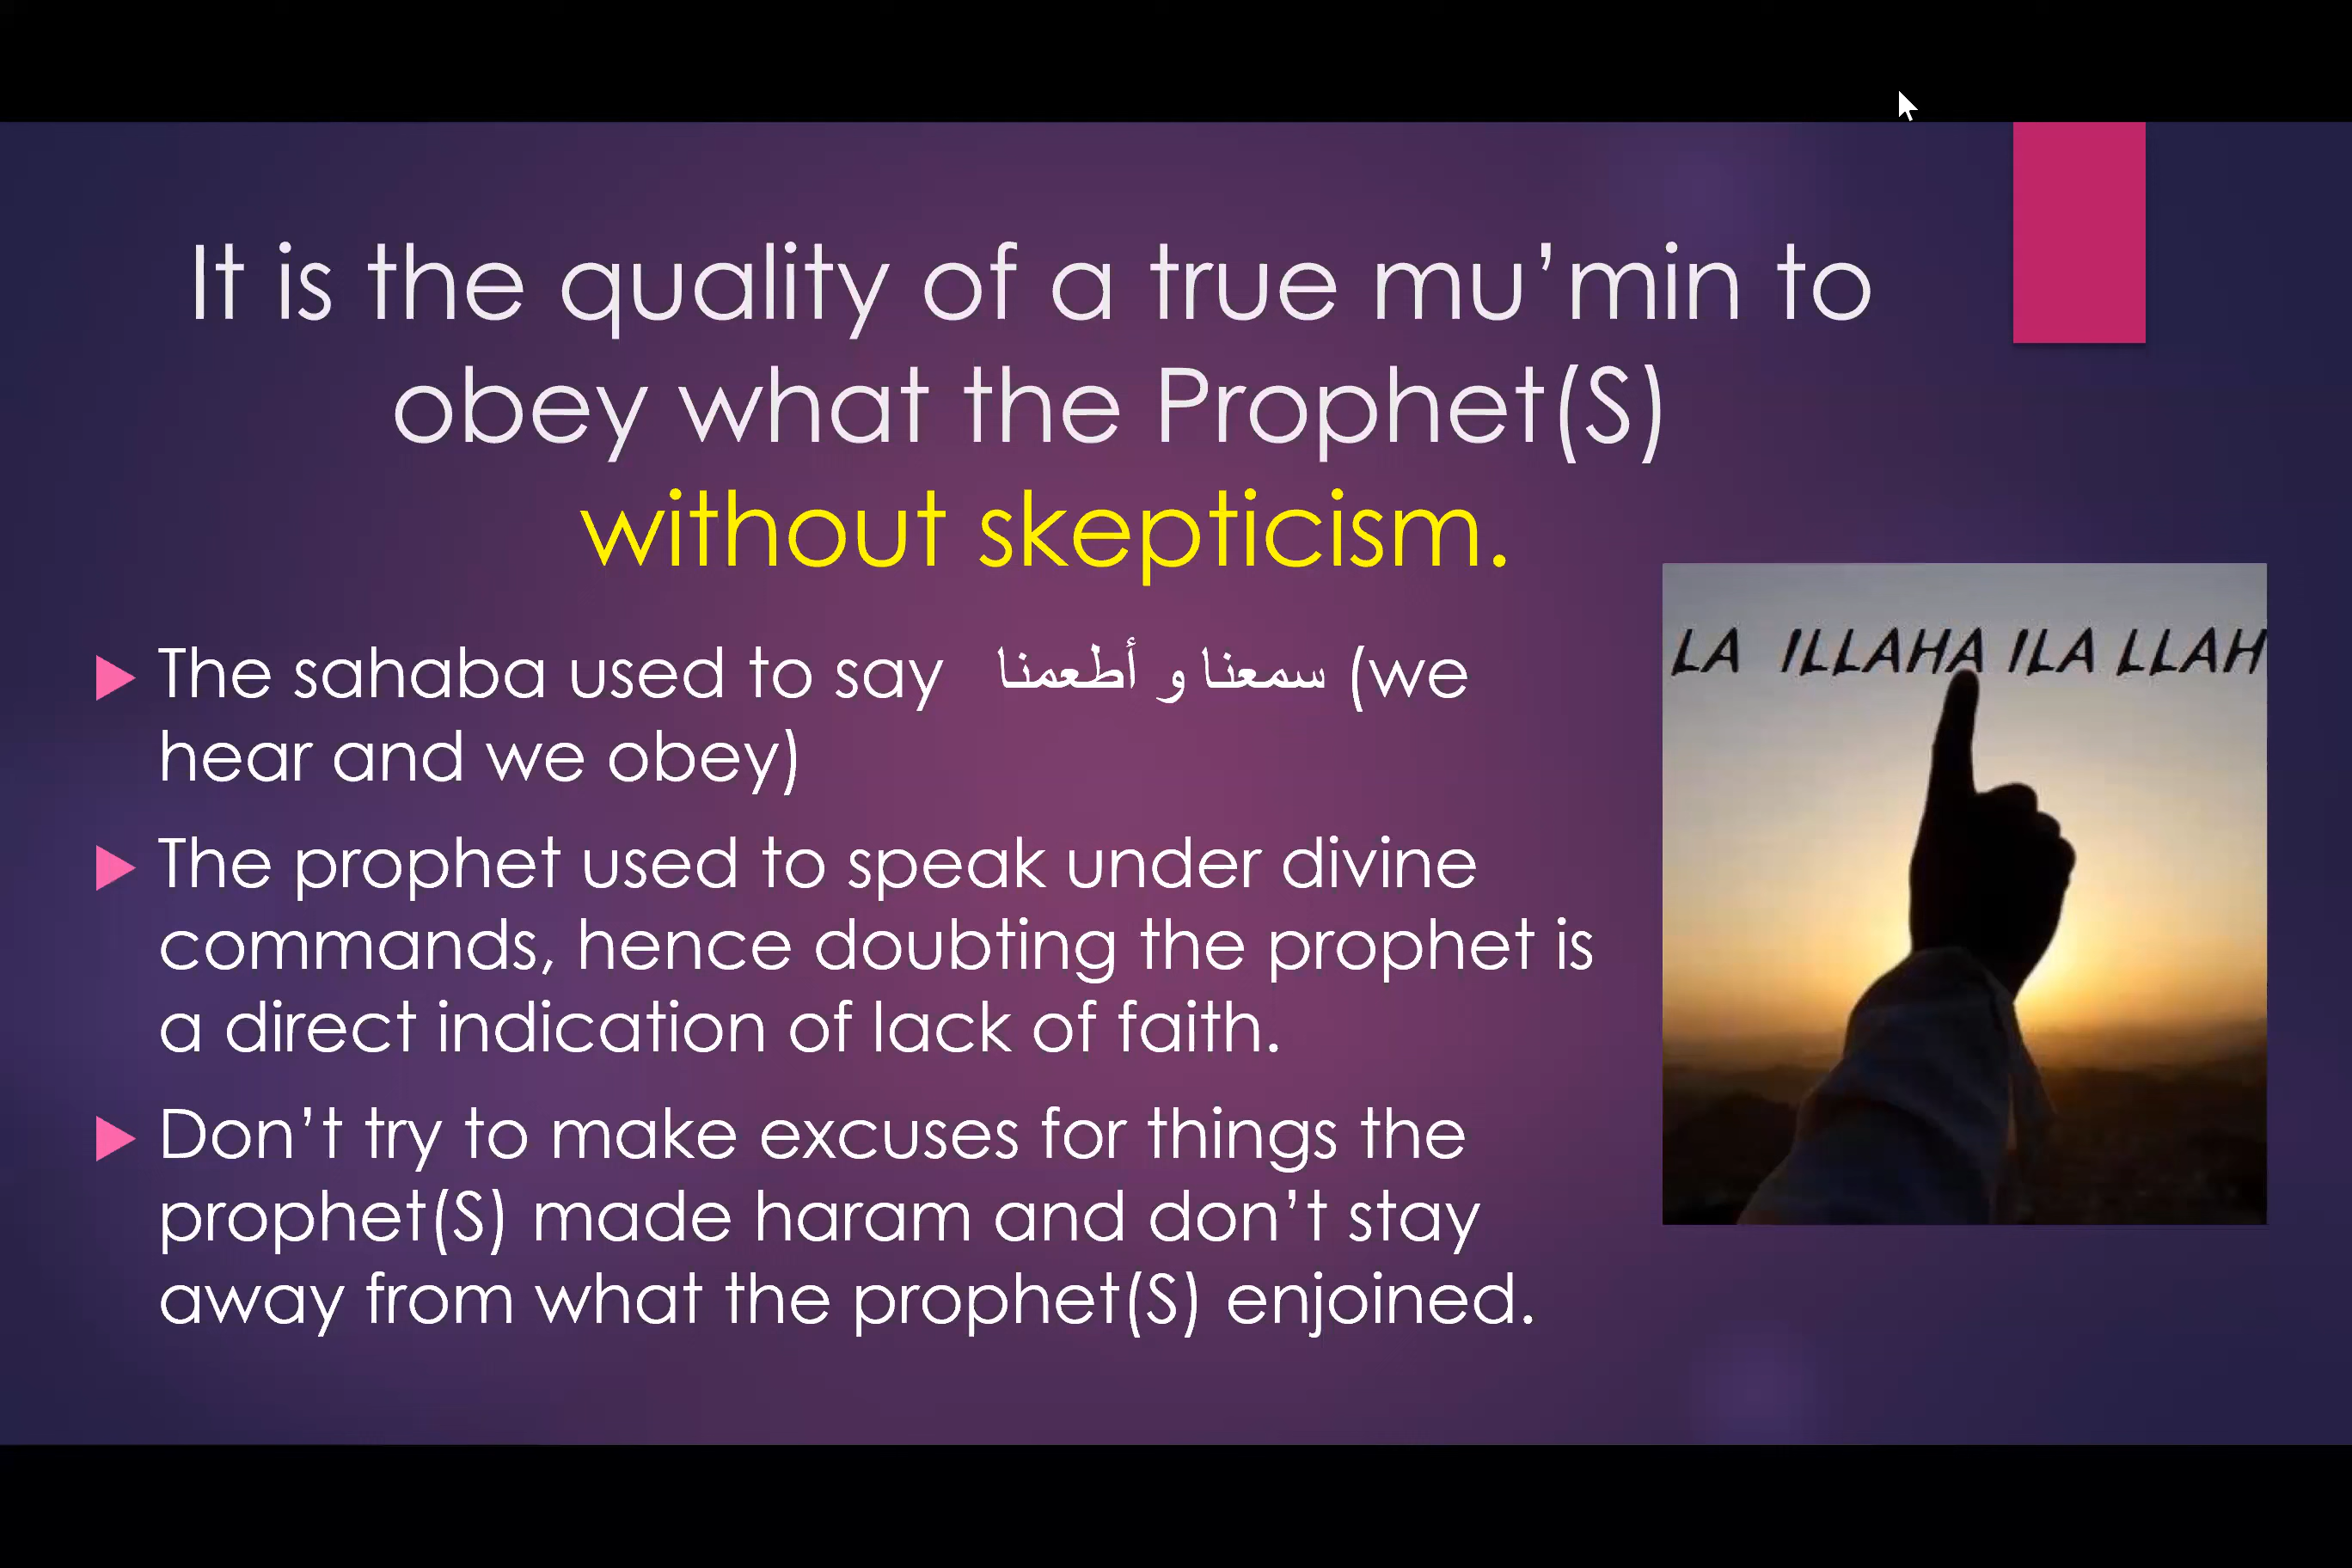 It is the quality of a true mu’min to
obey what the Prophet(S)
without skepticism.
The sahaba used to say سمعنا و أطعمنا (we
hear and we obey)
The prophet used to speak under divine
commands, hence doubting the prophet is
a direct indication of lack of faith.
Don’t try to make excuses for things the
prophet(S) made haram and don’t stay
away from what the prophet(S) enjoined.
LA ILLAHA ILA LLAH